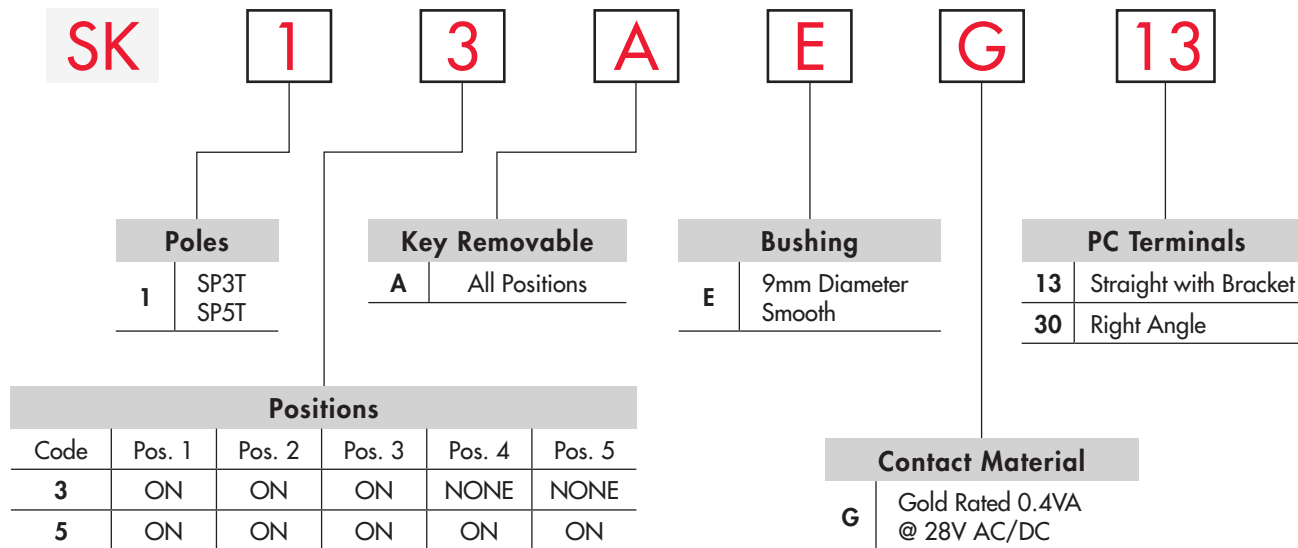 SK 1 3 A E G 13
Poles
1 SP3T
SP5T
Key Removable
A All Positions
Bushing
E 9mm Diameter
Smooth
PC Terminals
13 Straight with Bracket
30 Right Angle
Positions
Code Pos. 1 Pos. 2 Pos. 3 Pos. 4 Pos. 5
3 ON ON ON NONE NONE
5 ON ON ON ON ON
Contact Material
G Gold Rated 0.4VA
@ 28V AC/DC